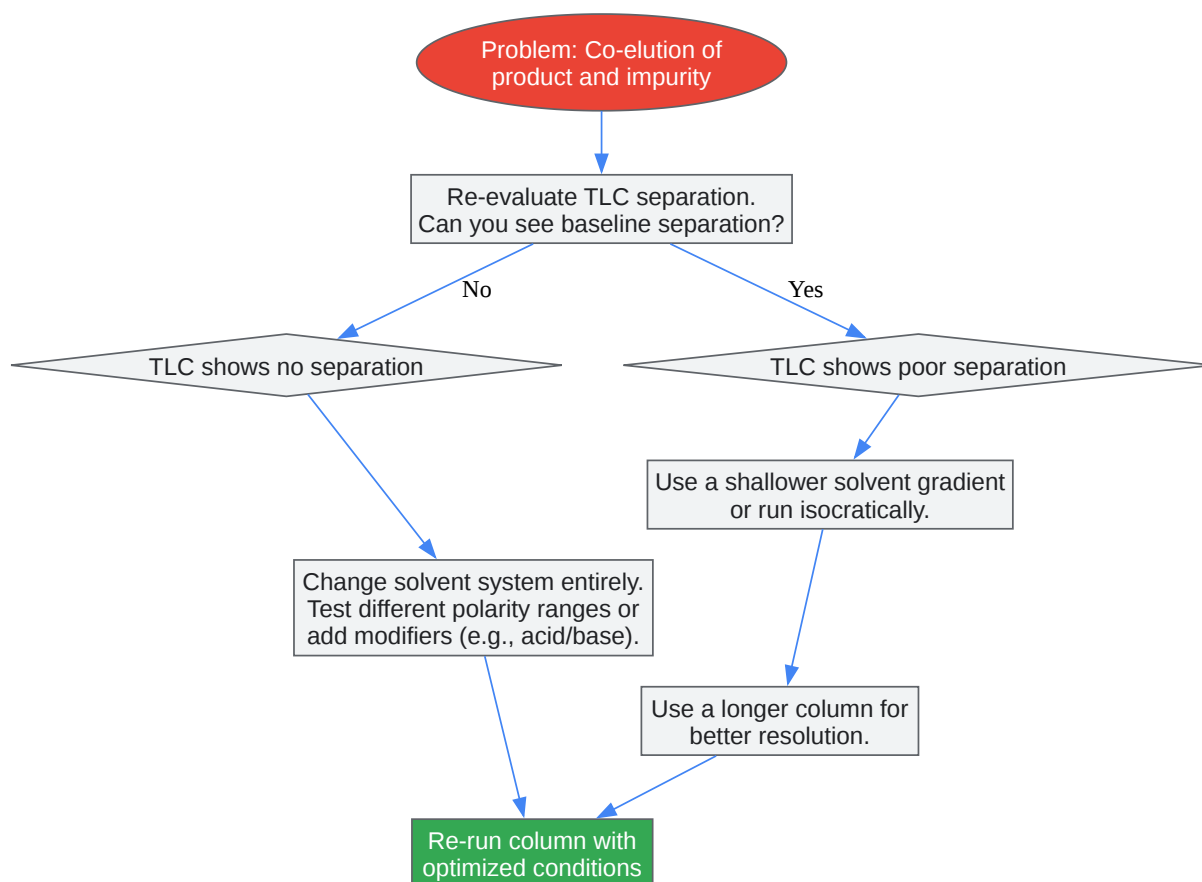 Problem: Co-elution of
product and impurity
Re-evaluate TLC separation.
Can you see baseline separation?
No
Yes
TLC shows no separation
TLC shows poor separation
Use a shallower solvent gradient
or run isocratically.
Change solvent system entirely.
Test different polarity ranges or
add modifiers (e.g., acid/base).
Use a longer column for
better resolution.
Re-run column with
optimized conditions